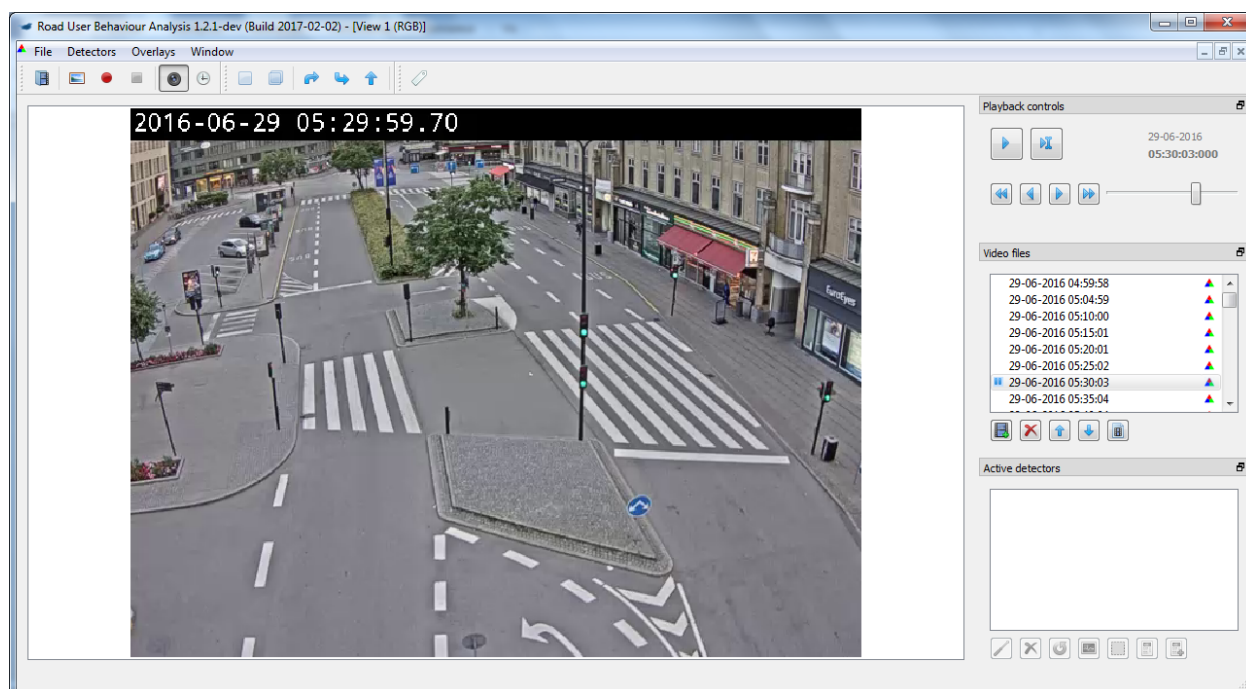 Road User Behaviour Analysis 1.2.1-dev (Build 2017-02-02) - [View 1 (RGB)]
File Detectors Overlays Window
2016-06-29 05:29:59.70
EuroEyes
Playback controls
29-06-2016
05:30:03:000
Video files
29-06-2016 04:59:58
29-06-2016 05:04:59
29-06-2016 05:10:00
29-06-2016 05:15:01
29-06-2016 05:20:01
29-06-2016 05:25:02
29-06-2016 05:30:03
29-06-2016 05:35:04
Active detectors